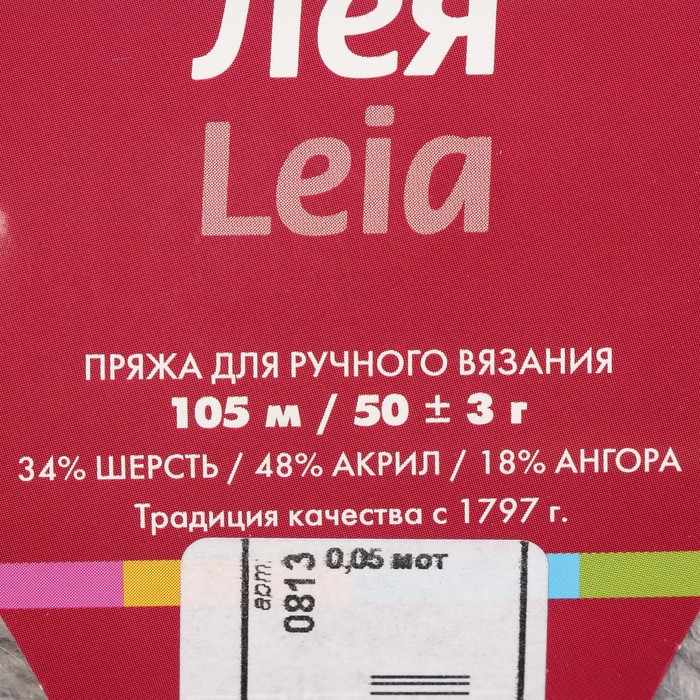 Лея
Leia
ПРЯЖА ДЛЯ РУЧНОГО ВЯЗАНИЯ
105 м / 50 ± 3 г
34% ШЕРСТЬ / 48% АКРИЛ / 18% АНГОРА
Традиция качества с 1797 г.
арт.
0813
0,05 мот